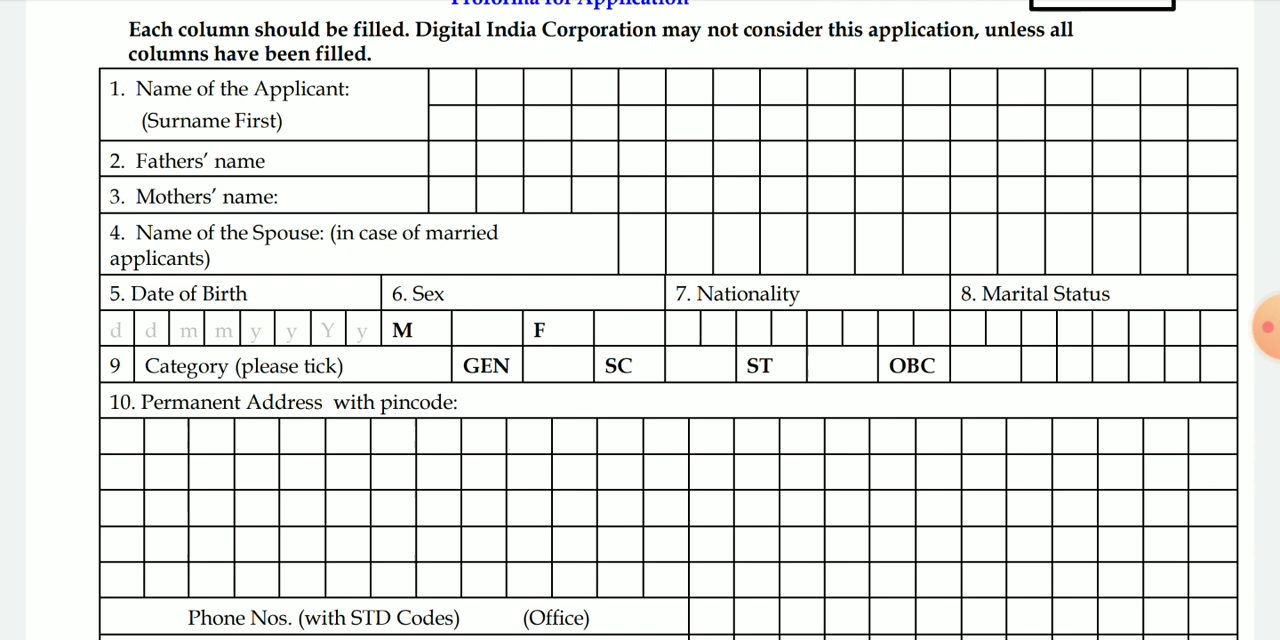 Proforma for Application
Each column should be filled. Digital India Corporation may not consider this application, unless all
columns have been filled.
1. Name of the Applicant:
(Surname First)
2. Fathers’ name
3. Mothers’ name:
4. Name of the Spouse: (in case of married
applicants)
5. Date of Birth 6. Sex 7. Nationality 8. Marital Status
d d m m y y Y y M F
9 Category (please tick) GEN SC ST OBC
10. Permanent Address with pincode:
Phone Nos. (with STD Codes) (Office)